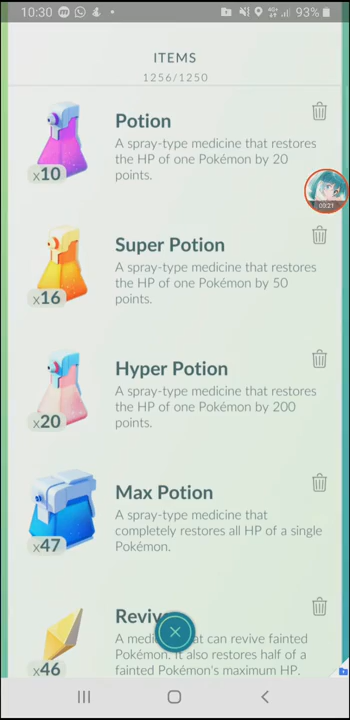 10:30
93%
ITEMS
1256/1250
Potion
A spray-type medicine that restores
the HP of one Pokémon by 20
points.
x10
03:21
Super Potion
A spray-type medicine that restores
the HP of one Pokémon by 50
points.
x16
Hyper Potion
A spray-type medicine that restores
the HP of one Pokémon by 200
points.
x20
Max Potion
A spray-type medicine that
completely restores all HP of a single
Pokémon.
x47
Reviv
A medi at can revive fainted
Pokémon. It also restores half of a
fainted Pokémon's maximum HP.
x46